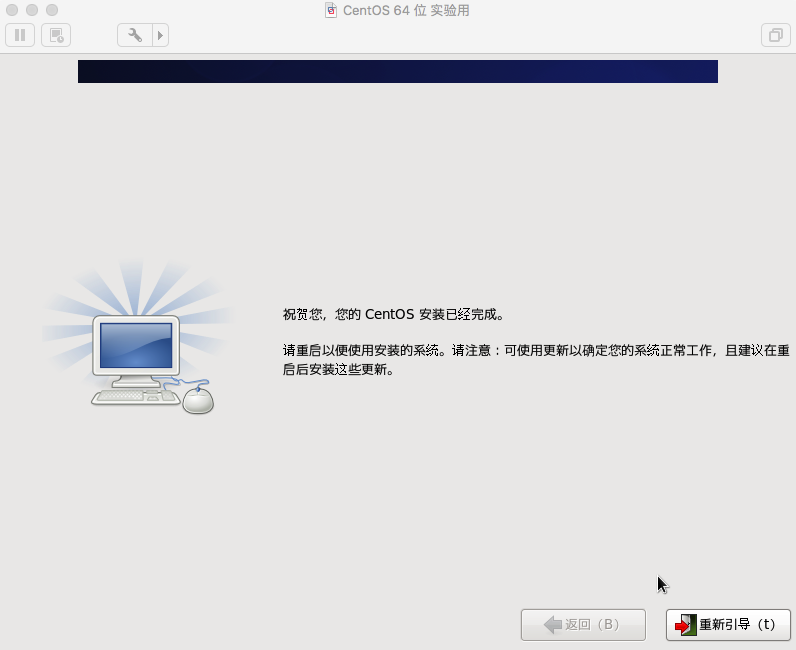 CentOS 64 位 实验用
祝贺您，您的 CentOS 安装已经完成。
请重启以便使用安装的系统。请注意：可使用更新以确定您的系统正常工作，且建议在重
启后安装这些更新。
返回（B）
重新引导（t）